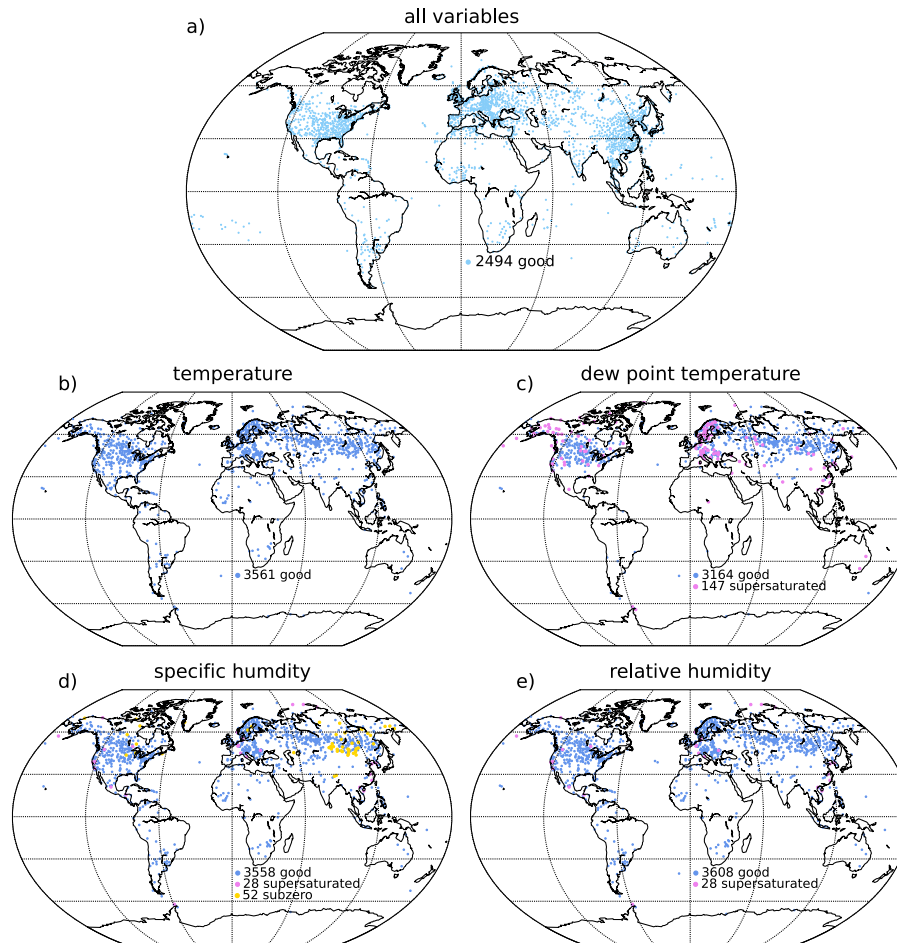 all variables
a)
2494 good
b)
temperature
3561 good
c)
dew point temperature
3164 good
147 supersaturated
d)
specific humdity
3558 good
28 supersaturated
52 subzero
e)
relative humidity
3608 good
28 supersaturated